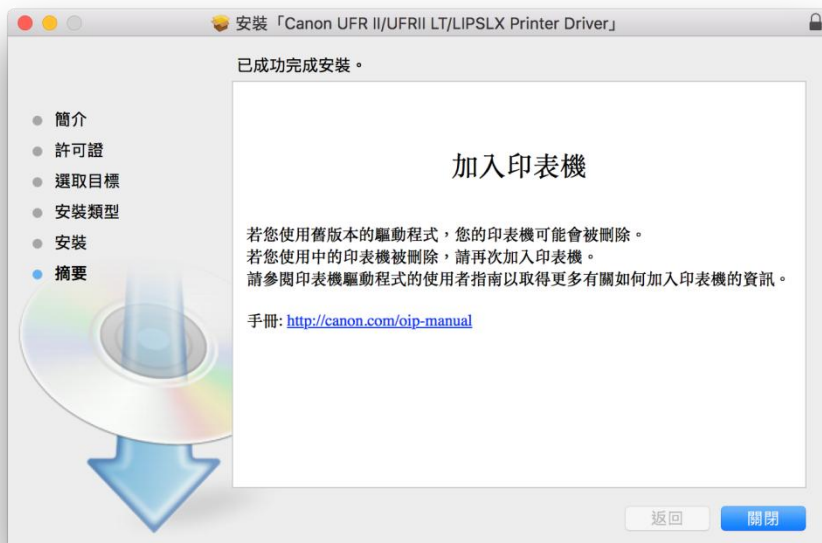 安裝「Canon UFR II/UFRII LT/LIPSLX Printer Driver」
已成功完成安裝。
簡介
許可證
選取目標
安裝類型
安裝
摘要
加入印表機
若您使用舊版本的驅動程式，您的印表機可能會被刪除。
若您使用中的印表機被刪除，請再次加入印表機。
請參閱印表機驅動程式的使用者指南以取得更多有關如何加入印表機的資訊。
手冊: http://canon.com/oip-manual
返回
關閉